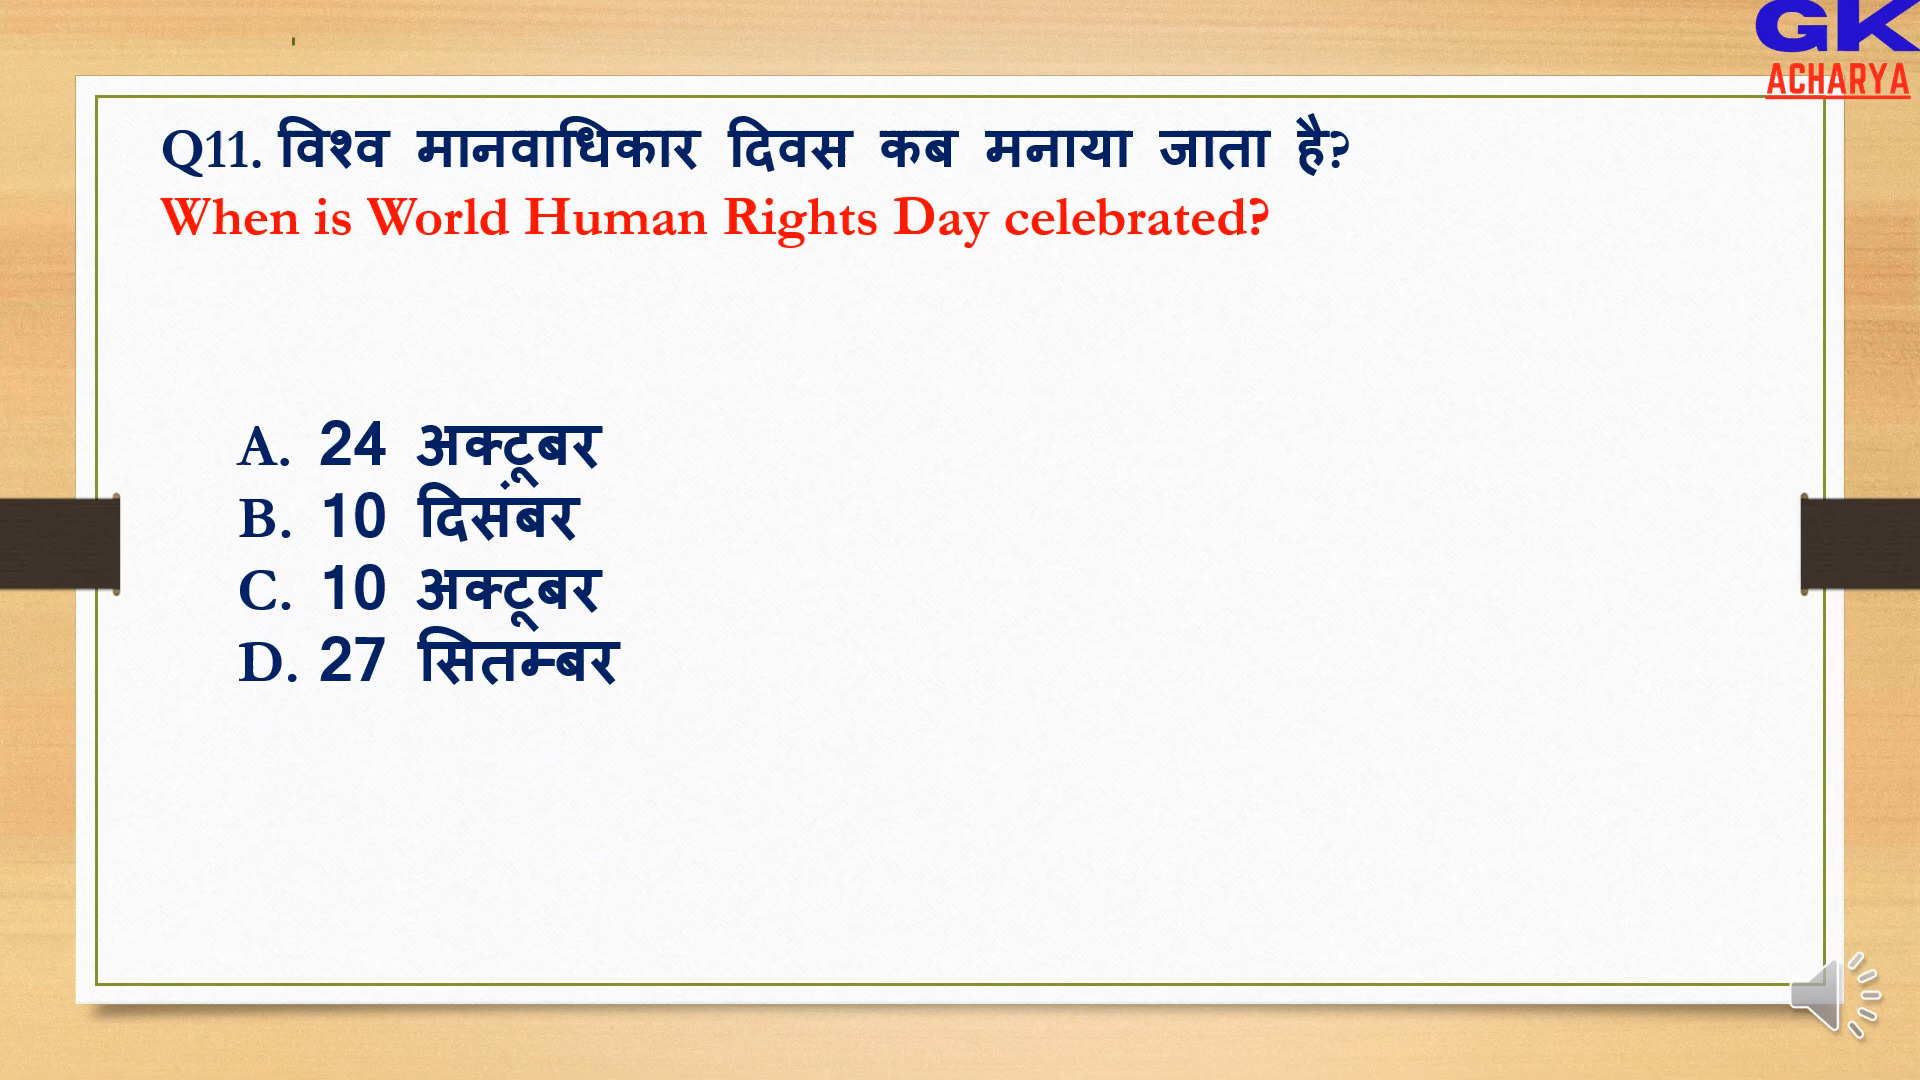 GK
ACHARYA
Q11. विश्व मानवाधिकार दिवस कब मनाया जाता है?
When is World Human Rights Day celebrated?
A. 24 अक्टूबर
B. 10 दिसंबर
C. 10 अक्टूबर
D. 27 सितम्बर